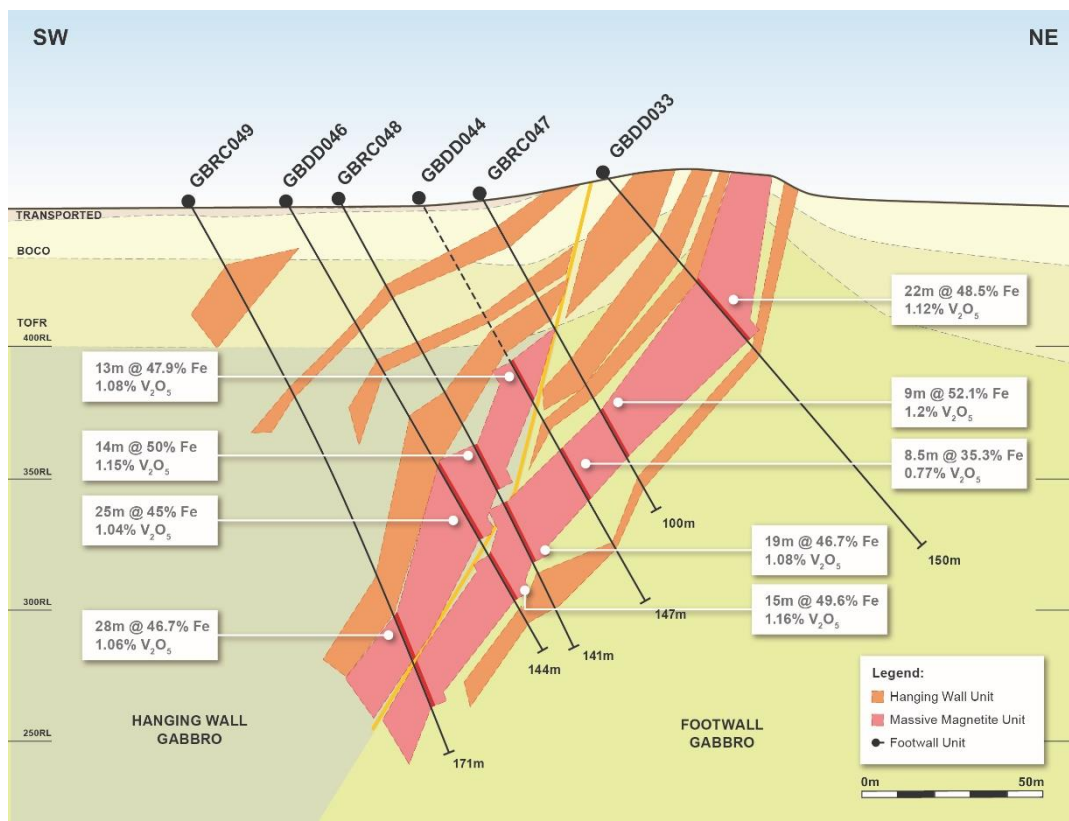 SW
NE
GBRC049
GBDD046
GBRC048
GBDD044
GBRC047
GBDD033
TRANSPORTED
BOCO
TOFR
400RL
350RL
300RL
250RL
13m @ 47.9% Fe
1.08% V₂O₅
14m @ 50% Fe
1.15% V₂O₅
25m @ 45% Fe
1.04% V₂O₅
28m @ 46.7% Fe
1.06% V₂O₅
22m @ 48.5% Fe
1.12% V₂O₅
9m @ 52.1% Fe
1.2% V₂O₅
8.5m @ 35.3% Fe
0.77% V₂O₅
19m @ 46.7% Fe
1.08% V₂O₅
15m @ 49.6% Fe
1.16% V₂O₅
100m
150m
147m
141m
144m
171m
HANGING WALL
GABBRO
FOOTWALL
GABBRO
Legend:
Hanging Wall Unit
Massive Magnetite Unit
Footwall Unit
0m
50m